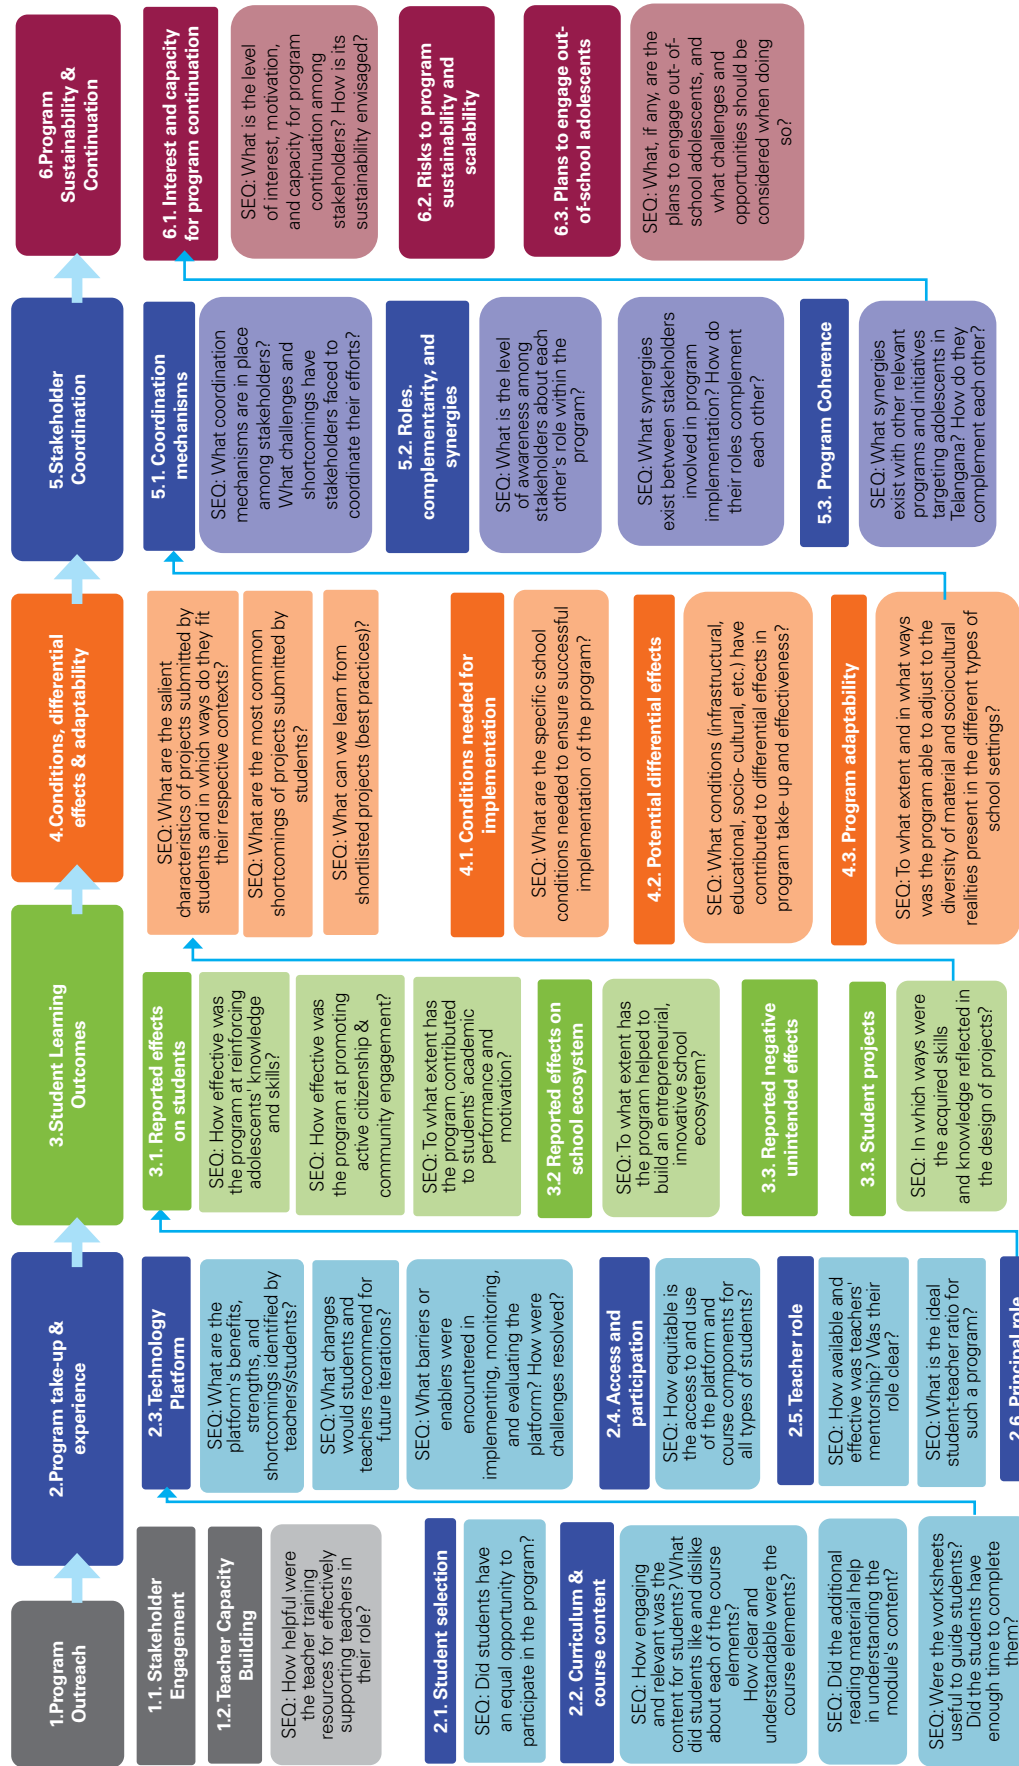 1.Program
Outreach
2.Program take-up &
experience
3.Student Learning
Outcomes
4.Conditions, differential
effects & adaptability
5.Stakeholder
Coordination
6.Program
Sustainability &
Continuation
1.1. Stakeholder
Engagement
1.2. Teacher Capacity
Building
SEQ: How helpful were
the teacher training
resources for effectively
supporting teachers in
their role?
2.1. Student selection
SEQ: Did students have
an equal opportunity to
participate in the program?
2.2. Curriculum &
course content
SEQ: How engaging
and relevant was the
content for students? What
did students like and dislike
about each of the course
elements?
How clear and
understandable were the
course elements?
SEQ: Did the additional
reading material help
in understanding the
module's content?
SEQ: Were the worksheets
useful to guide students?
Did the students have
enough time to complete
them?
2.3. Technology
Platform
SEQ: What are the
platform's benefits,
strengths, and
shortcomings identified by
teachers/students?
SEQ: What changes
would students and
teachers recommend for
future iterations?
SEQ: What barriers or
enablers were
encountered in
implementing, monitoring,
and evaluating the
platform? How were
challenges resolved?
2.4. Access and
participation
SEQ: How equitable is
the access to and use
of the platform and
course components for
all types of students?
2.5. Teacher role
SEQ: How available and
effective was teachers'
mentorship? Was their
role clear?
SEQ: What is the ideal
student-teacher ratio for
such a program?
2.6. Principal role
3.1. Reported effects
on students
SEQ: How effective was
the program at reinforcing
adolescents' knowledge
and skills?
SEQ: How effective was
the program at promoting
active citizenship &
community engagement?
SEQ: To what extent has
the program contributed
to students' academic
performance and
motivation?
3.2 Reported effects on
school ecosystem
SEQ: To what extent has
the program helped to
build an entrepreneurial,
innovative school
ecosystem?
3.3. Reported negative
unintended effects
3.3. Student projects
SEQ: In which ways were
the acquired skills
and knowledge reflected in
the design of projects?
SEQ: What are the salient
characteristics of projects submitted by
students and in which ways do they fit
their respective contexts?
SEQ: What are the most common
shortcomings of projects submitted by
students?
SEQ: What can we learn from
shortlisted projects (best practices)?
4.1. Conditions needed for
implementation
SEQ: What are the specific school
conditions needed to ensure successful
implementation of the program?
4.2. Potential differential effects
SEQ: What conditions (infrastructural,
educational, socio- cultural, etc.) have
contributed to differential effects in
program take- up and effectiveness?
4.3. Program adaptability
SEQ: To what extent and in what ways
was the program able to adjust to the
diversity of material and sociocultural
realities present in the different types of
school settings?
5.1. Coordination
mechanisms
SEQ: What coordination
mechanisms are in place
among stakeholders?
What challenges and
shortcomings have
stakeholders faced to
coordinate their efforts?
5.2. Roles.
complementarity, and
synergies
SEQ: What is the level
of awareness among
stakeholders about each
other's role within the
program?
SEQ: What synergies
exist between stakeholders
involved in program
implementation? How do
their roles complement
each other?
5.3. Program Coherence
SEQ: What synergies
exist with other relevant
programs and initiatives
targeting adolescents in
Telangana? How do they
complement each other?
6.1. Interest and capacity
for program continuation
SEQ: What is the level
of interest, motivation,
and capacity for program
continuation among
stakeholders? How is its
sustainability envisaged?
6.2. Risks to program
sustainability and
scalability
6.3. Plans to engage out-
of-school adolescents
SEQ: What, if any, are the
plans to engage out- of-
school adolescents, and
what challenges and
opportunities should be
considered when doing
so?